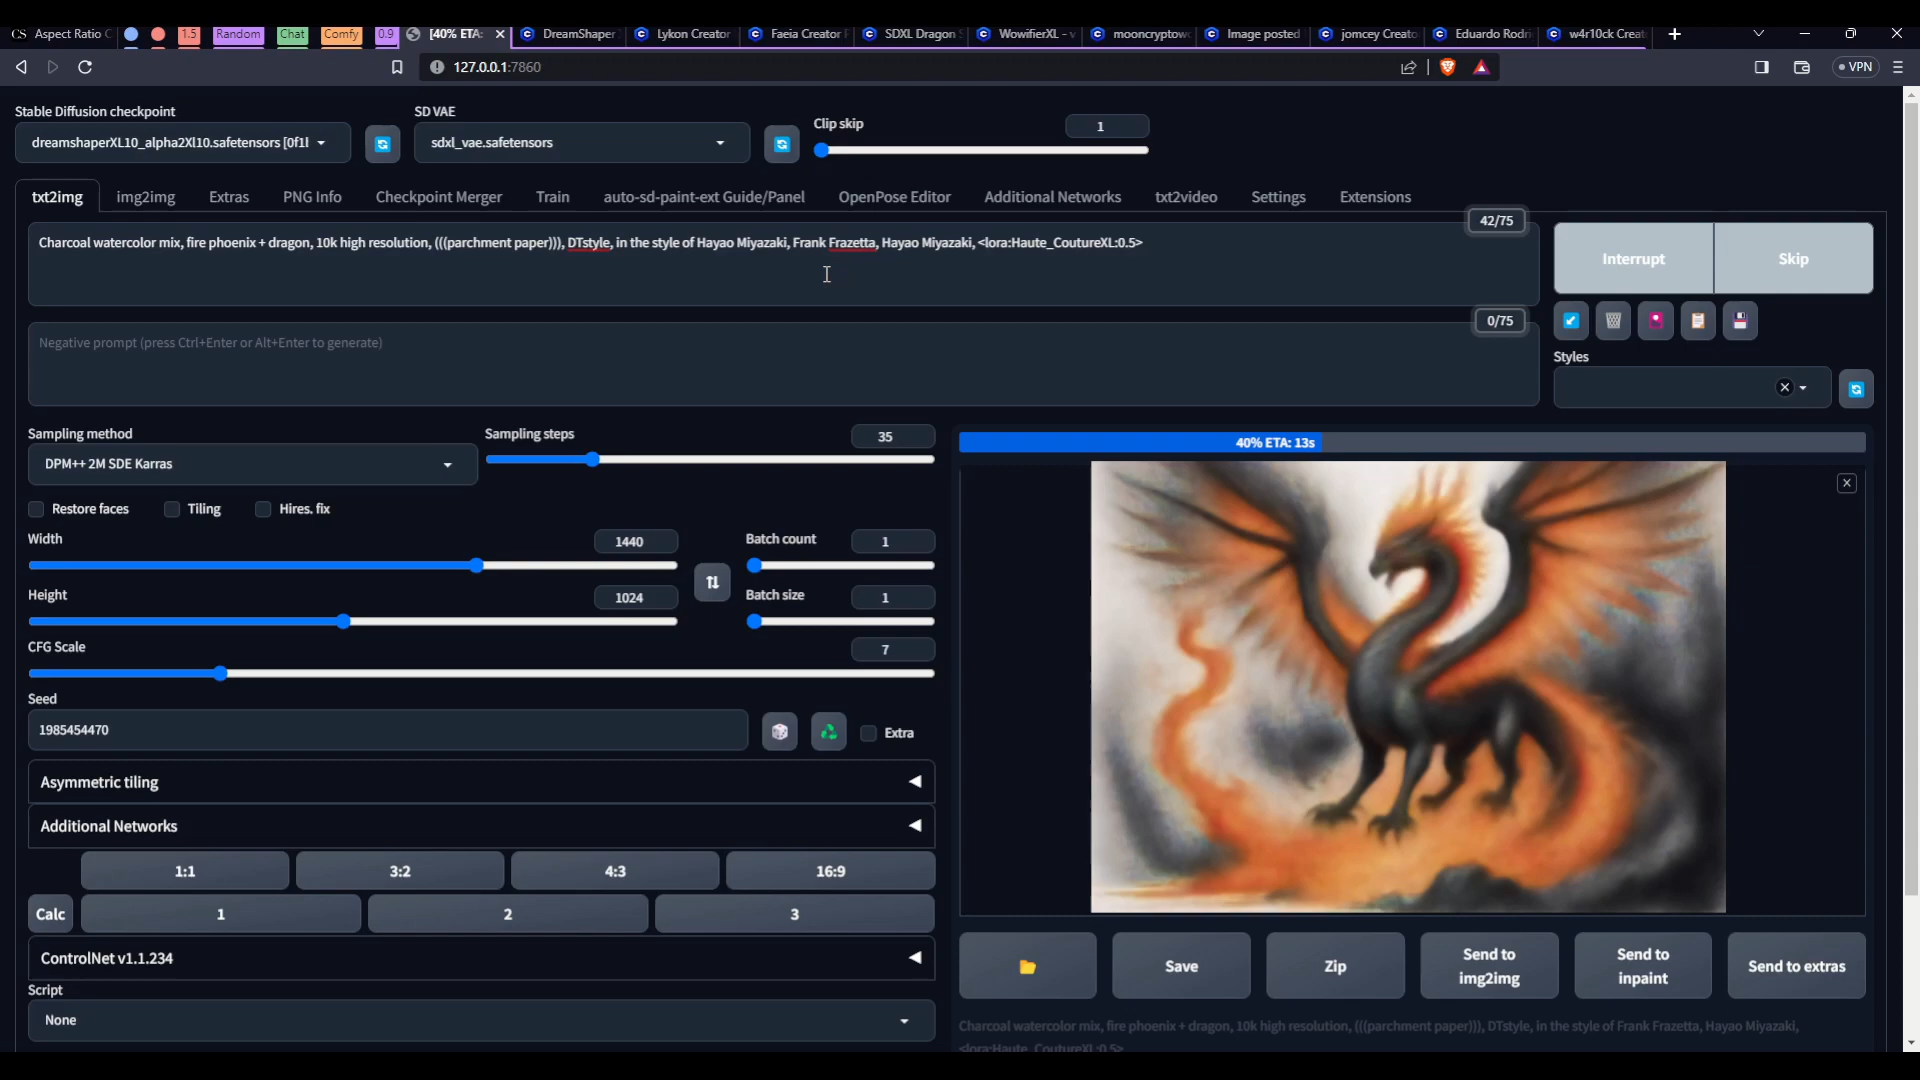 CS Aspect Ratio C
1.5
Random
Chat
Comfy
0.9
[40% ETA:
DreamShaper
Lykon Creator
Faeia Creator P
SDXL Dragon S
WowifierXL - v
mooncryptow
Image posted
jomcey Creato
Eduardo Rodri
w4r10ck Creat
127.0.0.1:7860
VPN
Stable Diffusion checkpoint
SD VAE
Clip skip
1
dreamshaperXL10_alpha2Xl10.safetensors [0f1l
sdxl_vae.safetensors
txt2img
img2img
Extras
PNG Info
Checkpoint Merger
Train
auto-sd-paint-ext Guide/Panel
OpenPose Editor
Additional Networks
txt2video
Settings
Extensions
42/75
Charcoal watercolor mix, fire phoenix + dragon, 10k high resolution, (((parchment paper))), DTstyle, in the style of Hayao Miyazaki, Frank Frazetta, Hayao Miyazaki, <lora:Haute_CoutureXL:0.5>
Interrupt
Skip
0/75
Negative prompt (press Ctrl+Enter or Alt+Enter to generate)
Styles
Sampling method
Sampling steps
35
DPM++ 2M SDE Karras
40% ETA: 13s
Restore faces
Tiling
Hires. fix
Width
1440
Batch count
1
Height
1024
Batch size
1
CFG Scale
7
Seed
1985454470
Extra
Asymmetric tiling
Additional Networks
1:1
3:2
4:3
16:9
Calc
1
2
3
ControlNet v1.1.234
Script
None
Save
Zip
Send to
img2img
Send to
inpaint
Send to extras
Charcoal watercolor mix, fire phoenix + dragon, 10k high resolution, (((parchment paper))), DTstyle, in the style of Frank Frazetta, Hayao Miyazaki,
<lora:Haute_CoutureXL:0.5>